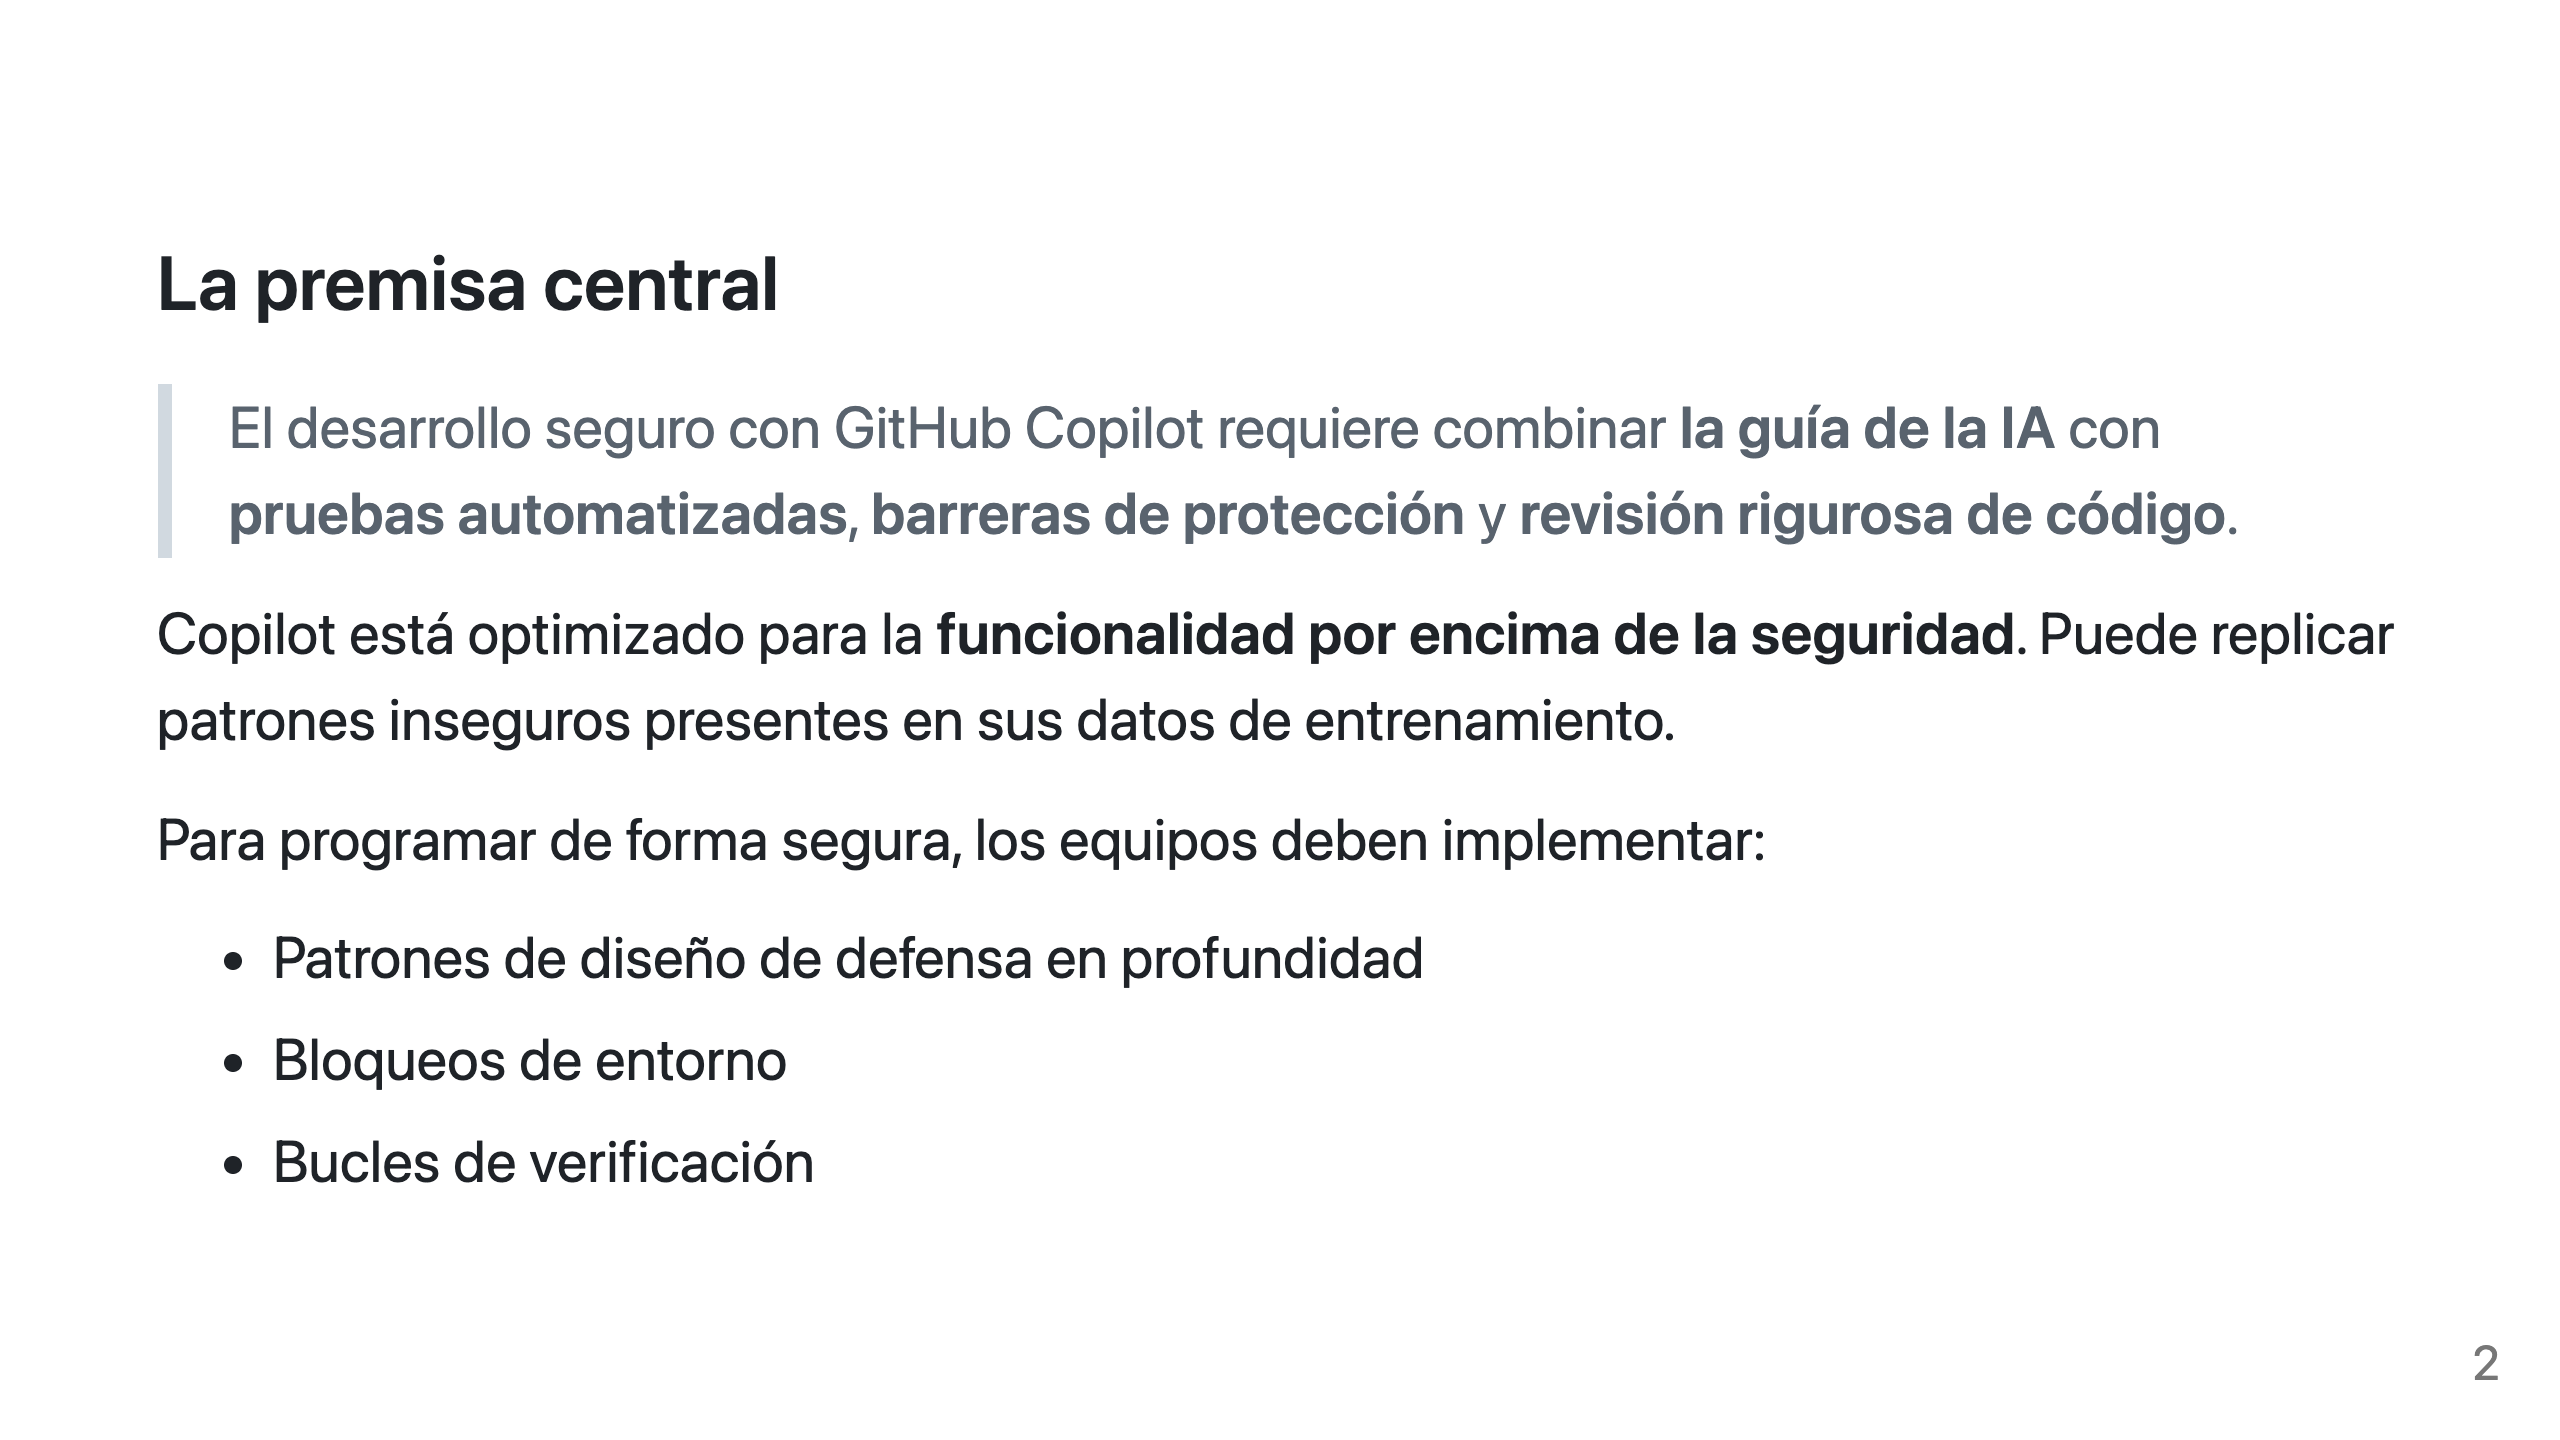 La premisa central
El desarrollo seguro con GitHub Copilot requiere combinar la guía de la IA con
pruebas automatizadas, barreras de protección y revisión rigurosa de código.
Copilot está optimizado para la funcionalidad por encima de la seguridad. Puede replicar
patrones inseguros presentes en sus datos de entrenamiento.
Para programar de forma segura, los equipos deben implementar:
• Patrones de diseño de defensa en profundidad
• Bloqueos de entorno
• Bucles de verificación
2